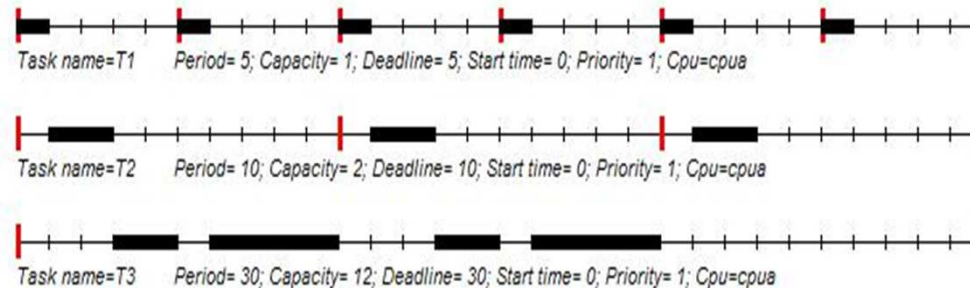 Task name=T1 Period= 5; Capacity= 1; Deadline= 5; Start time= 0; Priority= 1; Cpu=cpua
Task name=T2 Period= 10; Capacity= 2; Deadline= 10; Start time= 0; Priority= 1; Cpu=cpua
Task name=T3 Period= 30; Capacity= 12; Deadline= 30; Start time= 0; Priority= 1; Cpu=cpua